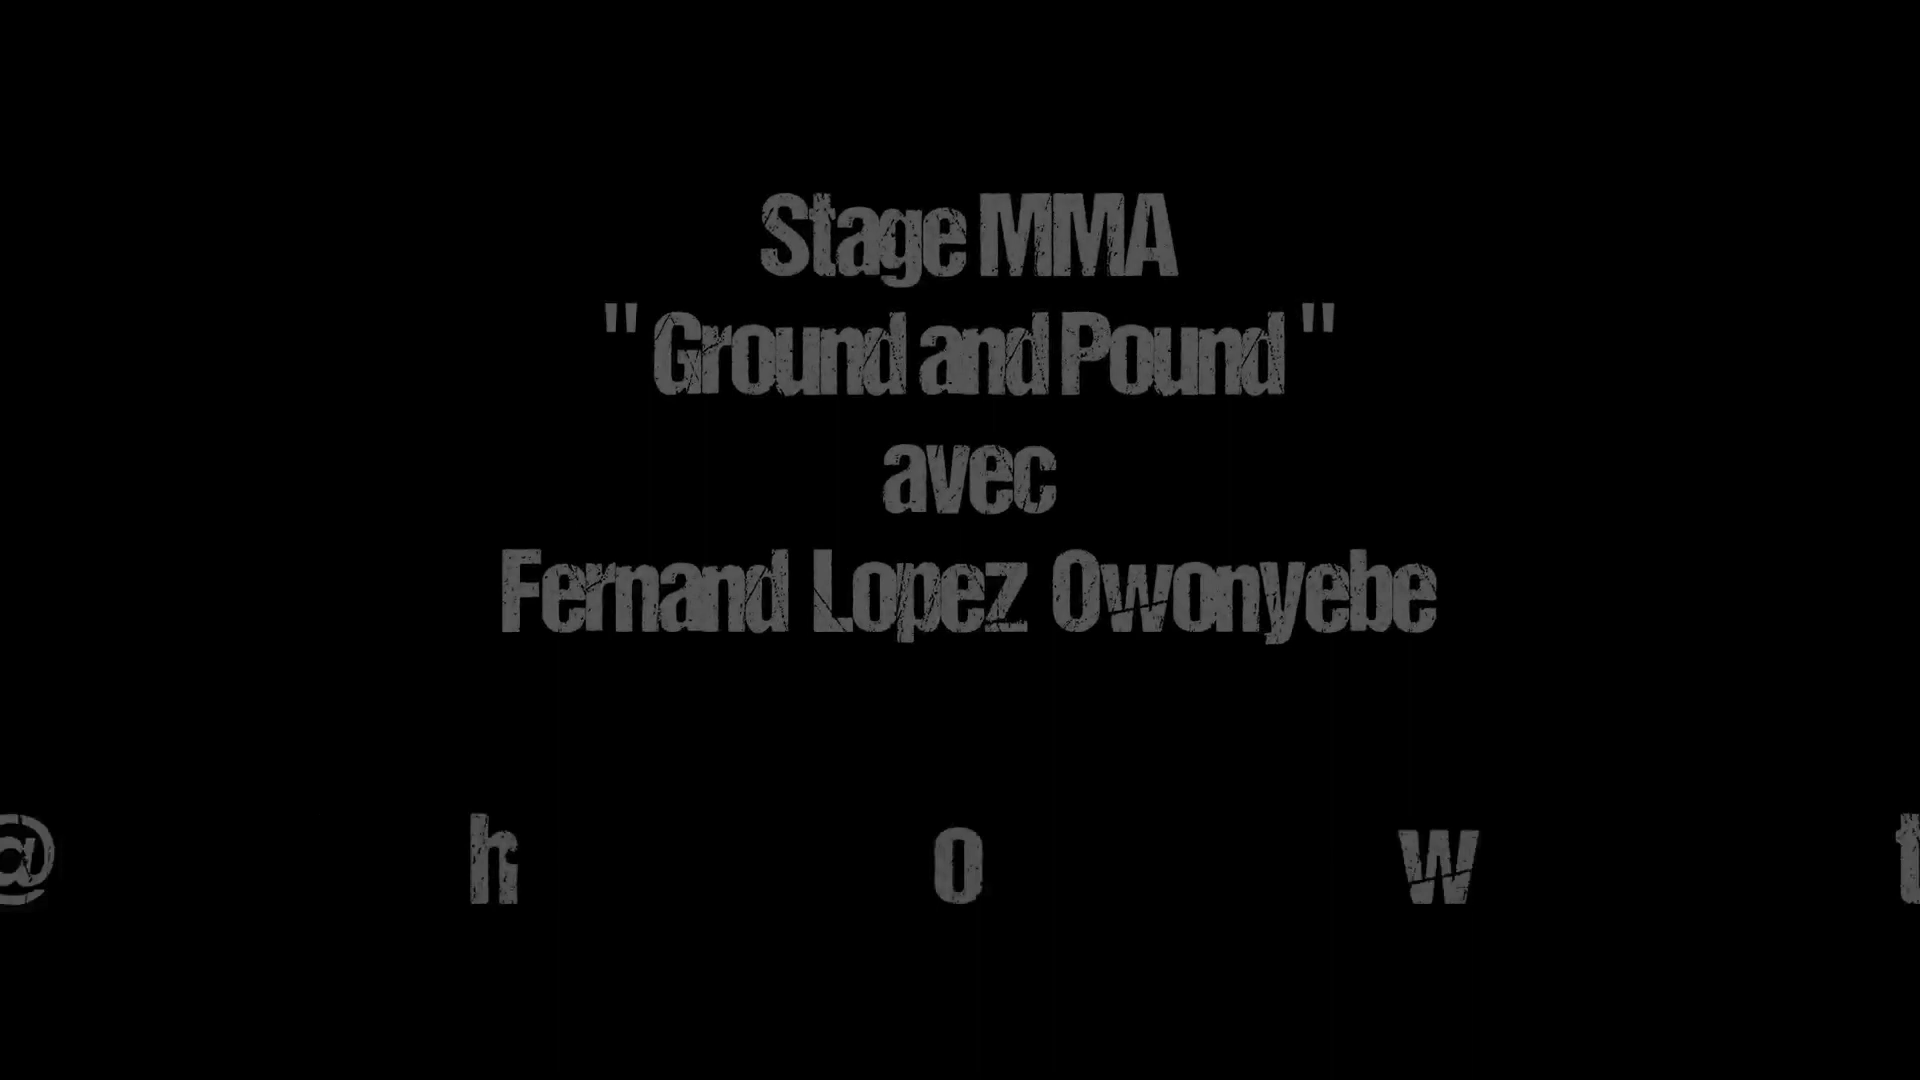 Stage MMA
" Ground and Pound "
avec
Fernand Lopez Owonyebe
@ h o w t